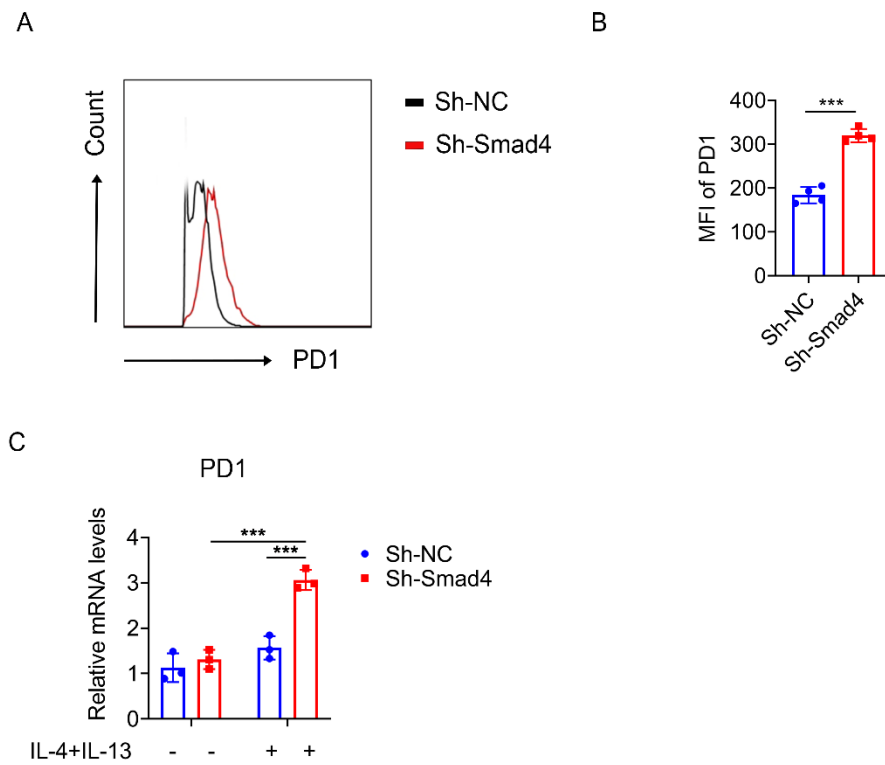 A
Count
PD1
Sh-NC
Sh-Smad4
B
MFI of PD1
400
300
200
100
0
***
Sh-NC
Sh-Smad4
C
PD1
Relative mRNA levels
4
3
2
1
0
***
***
Sh-NC
Sh-Smad4
IL-4+IL-13 - - + +